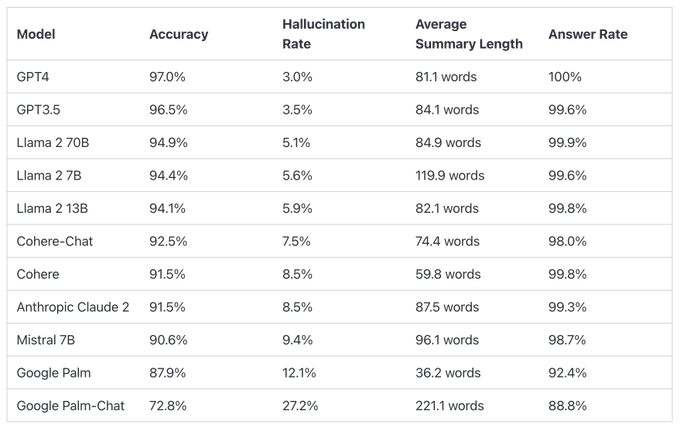 Model Accuracy Hallucination Rate Average Summary Length Answer Rate
GPT4 97.0% 3.0% 81.1 words 100%
GPT3.5 96.5% 3.5% 84.1 words 99.6%
Llama 2 70B 94.9% 5.1% 84.9 words 99.9%
Llama 2 7B 94.4% 5.6% 119.9 words 99.6%
Llama 2 13B 94.1% 5.9% 82.1 words 99.8%
Cohere-Chat 92.5% 7.5% 74.4 words 98.0%
Cohere 91.5% 8.5% 59.8 words 99.8%
Anthropic Claude 2 91.5% 8.5% 87.5 words 99.3%
Mistral 7B 90.6% 9.4% 96.1 words 98.7%
Google Palm 87.9% 12.1% 36.2 words 92.4%
Google Palm-Chat 72.8% 27.2% 221.1 words 88.8%